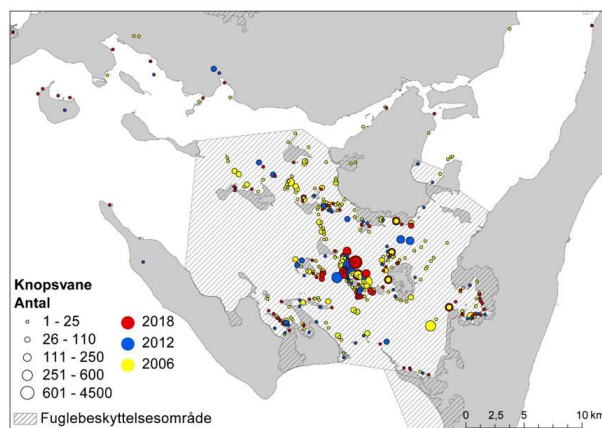 Knopsvane
Antal
1 - 25
26 - 110
111 - 250
251 - 600
601 - 4500
2018
2012
2006
Fuglebeskyttelsesområde
0 2,5 5 10 km